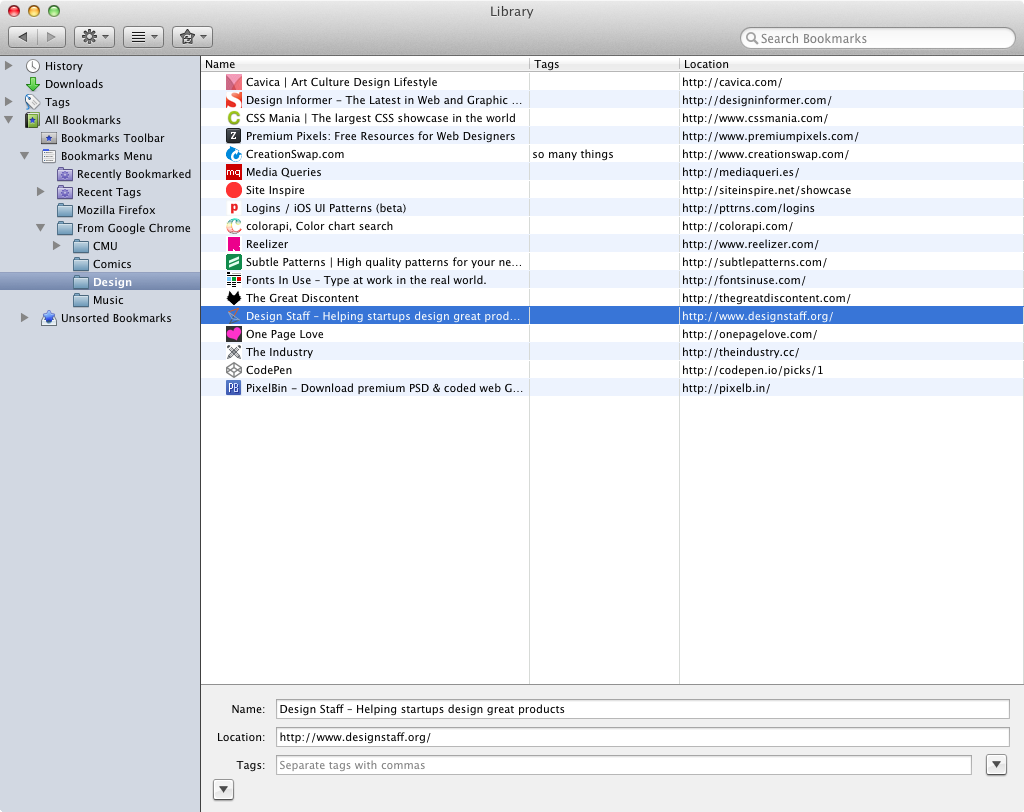 Library
Search Bookmarks
History
Downloads
Tags
All Bookmarks
Bookmarks Toolbar
Bookmarks Menu
Recently Bookmarked
Recent Tags
Mozilla Firefox
From Google Chrome
CMU
Comics
Design
Music
Unsorted Bookmarks
Name Tags Location
Cavica | Art Culture Design Lifestyle http://cavica.com/
Design Informer – The Latest in Web and Graphic ... http://designinformer.com/
CSS Mania | The largest CSS showcase in the world http://www.cssmania.com/
Z Premium Pixels: Free Resources for Web Designers http://www.premiumpixels.com/
CreationSwap.com so many things http://www.creationswap.com/
mq Media Queries http://mediaqueri.es/
Site Inspire http://siteinspire.net/showcase
p Logins / iOS UI Patterns (beta) http://pttrns.com/logins
colorapi, Color chart search http://colorapi.com/
Reelizer http://www.reelizer.com/
Subtle Patterns | High quality patterns for your ne... http://subtlepatterns.com/
Fonts In Use – Type at work in the real world. http://fontsinuse.com/
The Great Discontent http://thegreatdiscontent.com/
Design Staff – Helping startups design great prod... http://www.designstaff.org/
One Page Love http://onepagelove.com/
The Industry http://theindustry.cc/
CodePen http://codepen.io/picks/1
PB PixelBin – Download premium PSD & coded web G... http://pixelb.in/
Name: Design Staff – Helping startups design great products
Location: http://www.designstaff.org/
Tags: Separate tags with commas